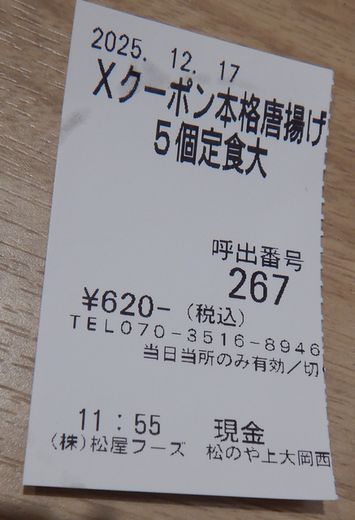 2025. 12. 17
Xクーポン本格唐揚げ
5個定食大
呼出番号
267
¥620-（税込）
TEL070-3516-8946
当日当所のみ有効／切
11：55 現金
（株）松屋フーズ 松のや上大岡西